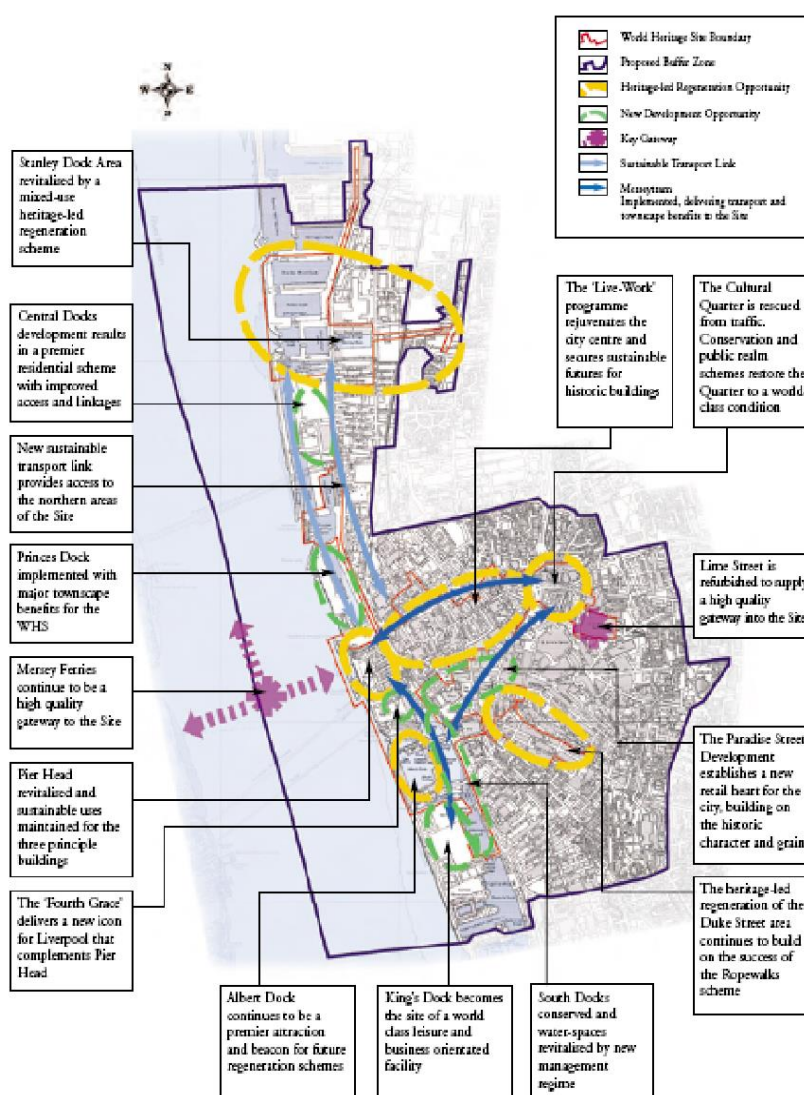 World Heritage Site Boundary
Proposed Buffer Zone
Heritage-led Regeneration Opportunity
New Development Opportunity
Key Gateway
Sustainable Transport Link
Merseytram
Implemented, delivering transport and
townscape benefits to the Site
N
W
E
Stanley Dock Area
revitalised by a
mixed-use
heritage-led
regeneration
scheme
Central Docks
development results
in a premier
residential scheme
with improved
access and linkages
New sustainable
transport link
provides access to
the northern areas
of the Site
Princes Dock
implemented with
major townscape
benefits for the
WHS
Mersey Ferries
continue to be a
high quality
gateway to the Site
Pier Head
revitalised and
sustainable uses
maintained for the
three principle
buildings
The 'Fourth Grace'
delivers a new icon
for Liverpool that
complements Pier
Head
The 'Live-Work'
programme
rejuvenates the
city centre and
secures sustainable
futures for
historic buildings
The Cultural
Quarter is rescued
from traffic.
Conservation and
public realm
schemes restore the
Quarter to a world
class condition
Lime Street is
refurbished to supply
a high quality
gateway into the Site
The Paradise Street
Development
establishes a new
retail heart for the
city, building on
the historic
character and grain
The heritage-led
regeneration of the
Duke Street area
continues to build
on the success of
the Ropewalks
scheme
Albert Dock
continues to be a
premier attraction
and beacon for future
regeneration schemes
King's Dock becomes
the site of a world
class leisure and
business orientated
facility
South Docks
conserved and
water-spaces
revitalised by new
management
regime